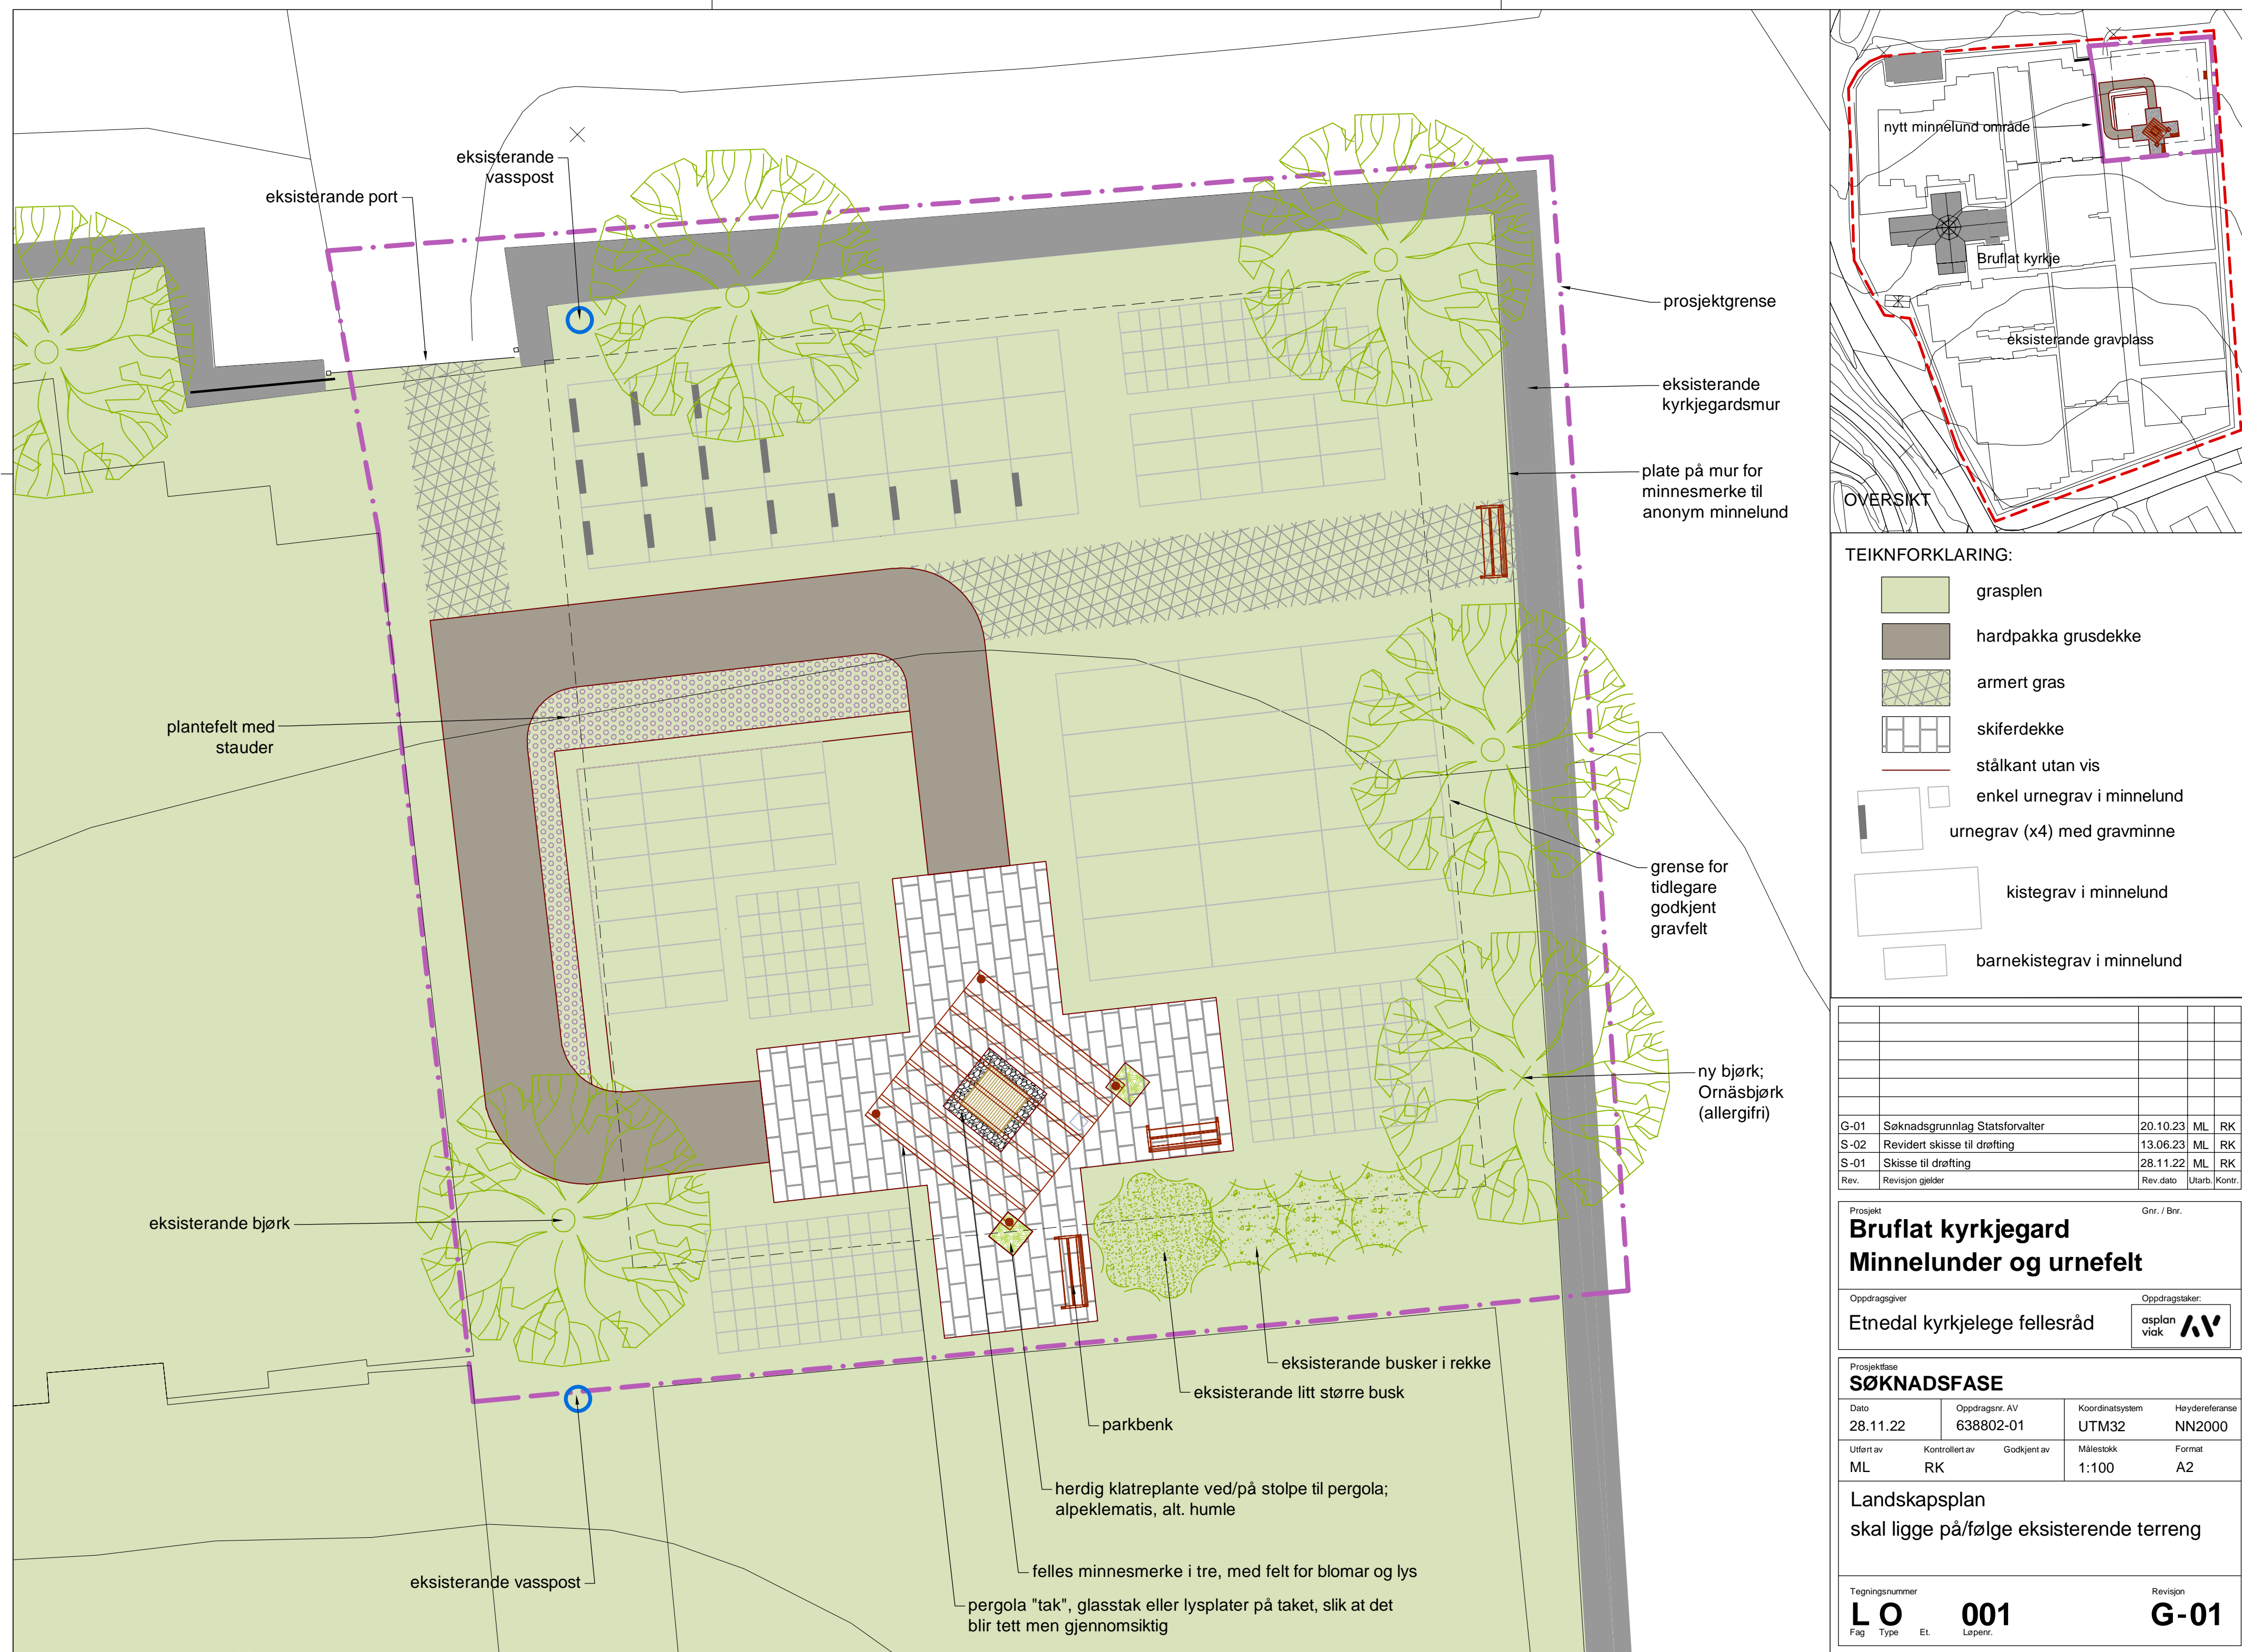 eksisterande
vasspost
eksisterande port
prosjektgrense
eksisterande
kyrkjegardsmur
plate på mur for
minnesmerke til
anonym minnelund
plantefelt med
stauder
grense for
tidlegare
godkjent
gravfelt
ny bjørk;
Ornäsbjørk
(allergifri)
eksisterande bjørk
eksisterande busker i rekke
eksisterande litt større busk
parkbenk
herdig klatreplante ved/på stolpe til pergola;
alpeklematis, alt. humle
felles minnesmerke i tre, med felt for blomar og lys
eksisterande vasspost
pergola "tak", glasstak eller lysplater på taket, slik at det
blir tett men gjennomsiktig
nytt minnelund område
Bruflat kyrkje
eksisterande gravplass
OVERSIKT
TEIKNFORKLARING:
grasplen
hardpakka grusdekke
armert gras
skiferdekke
stålkant utan vis
enkel urnegrav i minnelund
urnegrav (x4) med gravminne
kistegrav i minnelund
barnekistegrav i minnelund
G-01 Søknadsgrunnlag Statsforvalter 20.10.23 ML RK
S-02 Revidert skisse til drøfting 13.06.23 ML RK
S-01 Skisse til drøfting 28.11.22 ML RK
Rev. Revisjon gjelder Rev.dato Utarb. Kontr.
Prosjekt Gnr. / Bnr.
Bruflat kyrkjegard
Minnelunder og urnefelt
Oppdragsgiver Oppdragstaker:
Etnedal kyrkjelege fellesråd
asplan
viak
Prosjektfase
SØKNADSFASE
Dato Oppdragsnr. AV Koordinatsystem Høydereferanse
28.11.22 638802-01 UTM32 NN2000
Utført av Kontrollert av Godkjent av Målestokk Format
ML RK 1:100 A2
Landskapsplan
skal ligge på/følge eksisterende terreng
Tegningsnummer Revisjon
L O 001 G-01
Fag Type Et. Løpenr.